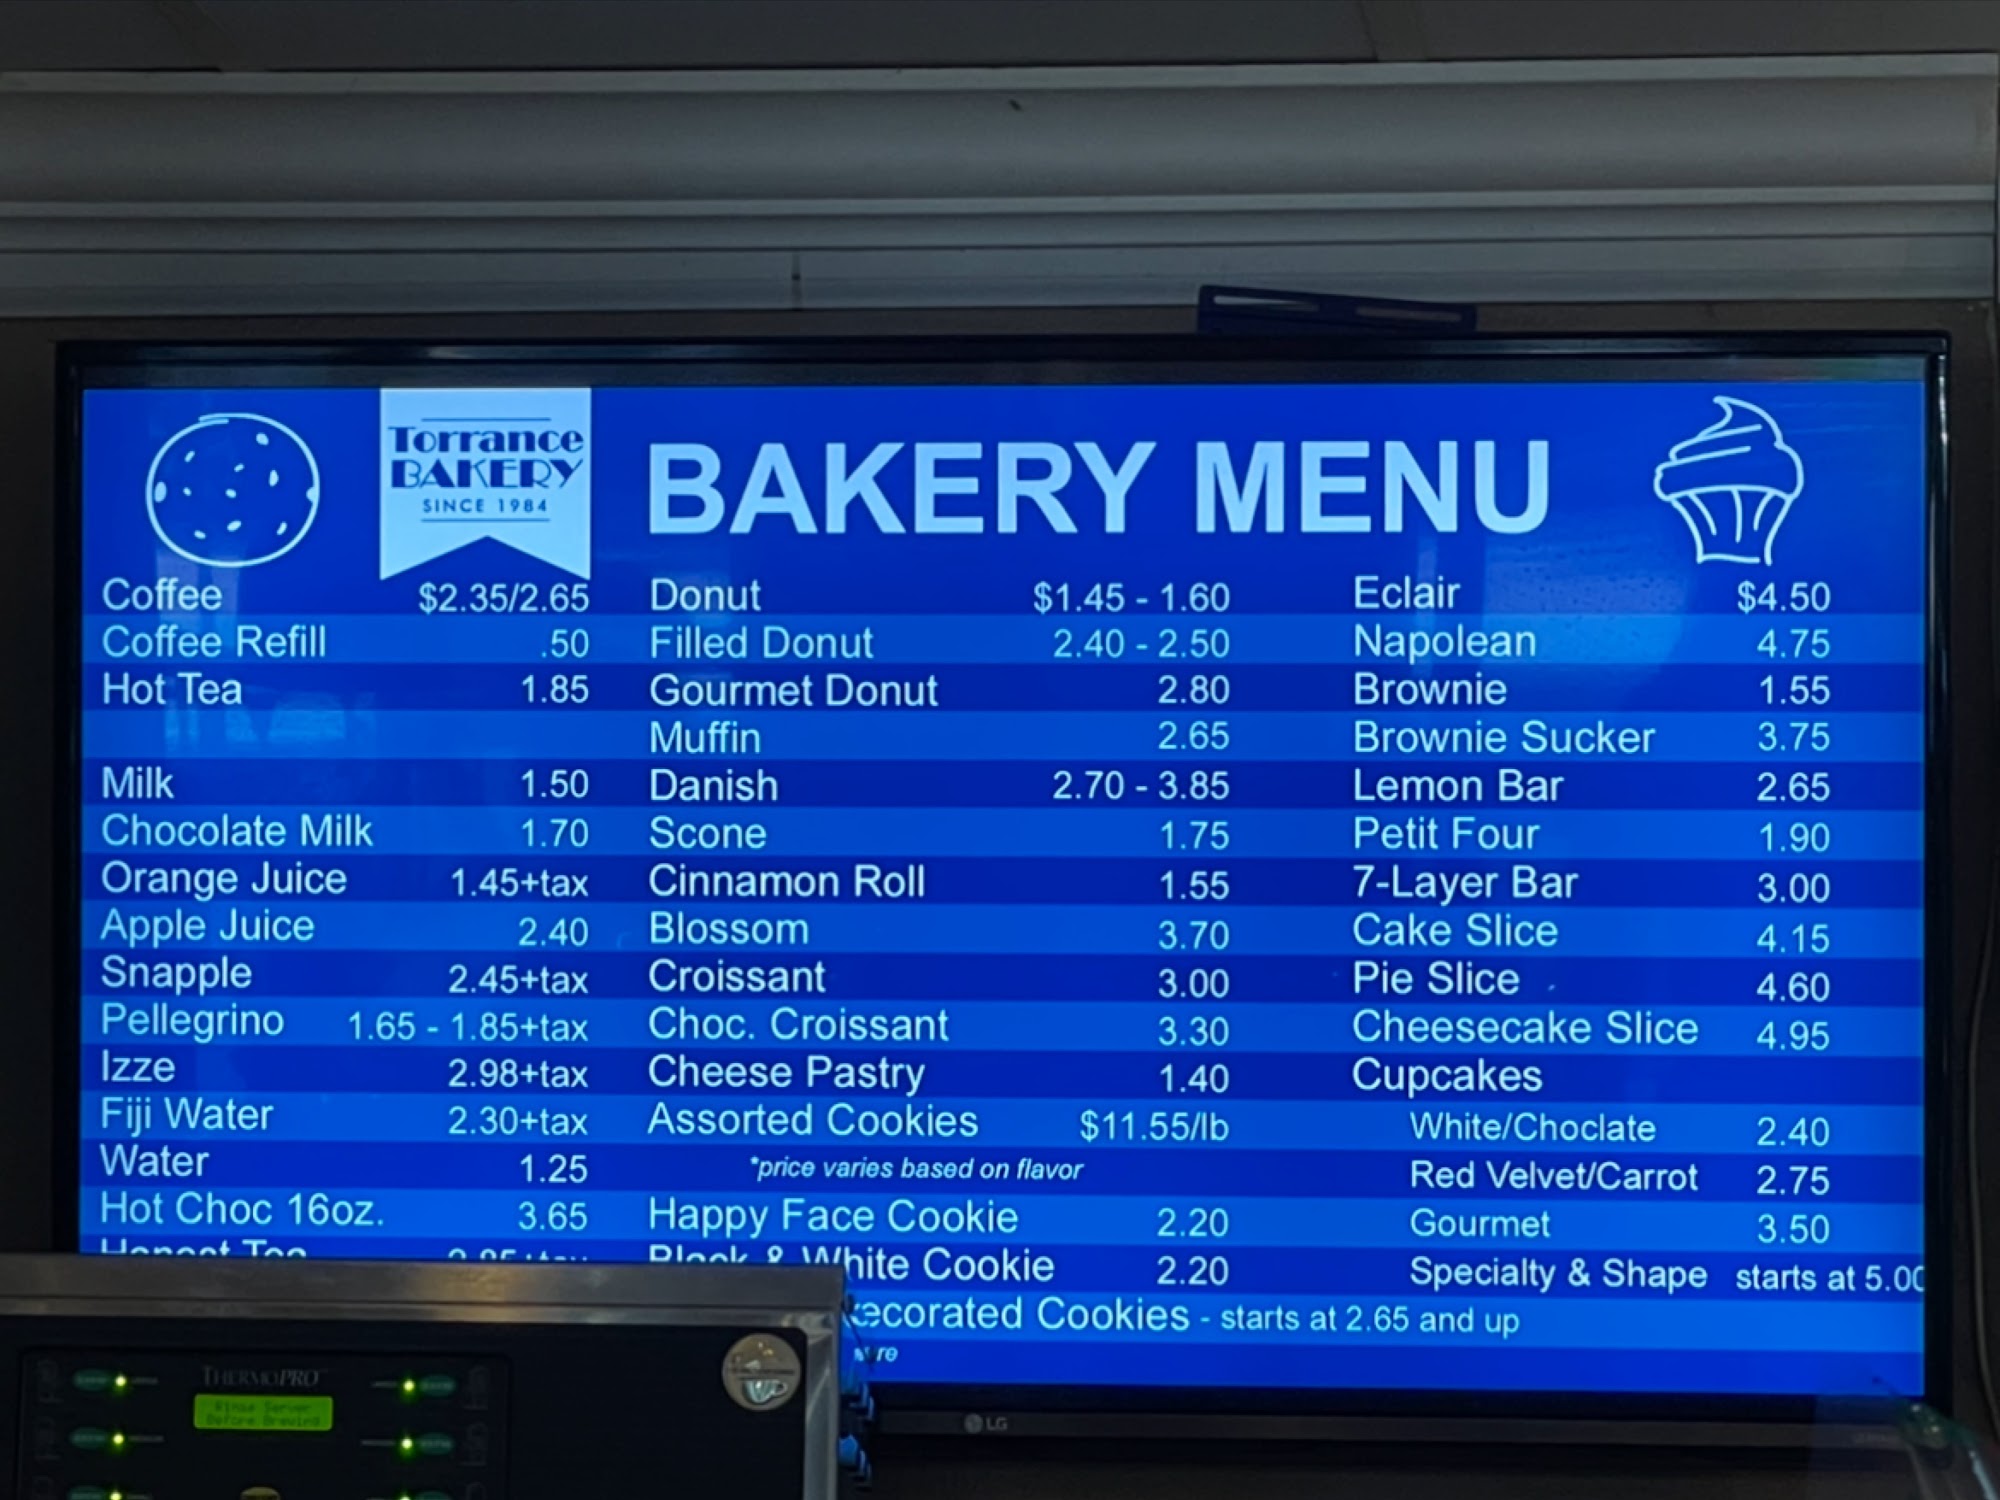 Torrance
BAKERY
SINCE 1984
BAKERY MENU
Coffee $2.35/2.65
Coffee Refill .50
Hot Tea 1.85
Milk 1.50
Chocolate Milk 1.70
Orange Juice 1.45+tax
Apple Juice 2.40
Snapple 2.45+tax
Pellegrino 1.65 - 1.85+tax
Izze 2.98+tax
Fiji Water 2.30+tax
Water 1.25
Hot Choc 16oz. 3.65
Honest Tea
Donut $1.45 - 1.60
Filled Donut 2.40 - 2.50
Gourmet Donut 2.80
Muffin 2.65
Danish 2.70 - 3.85
Scone 1.75
Cinnamon Roll 1.55
Blossom 3.70
Croissant 3.00
Choc. Croissant 3.30
Cheese Pastry 1.40
Assorted Cookies $11.55/lb
*price varies based on flavor
Happy Face Cookie 2.20
Black & White Cookie 2.20
ecorated Cookies - starts at 2.65 and up
Eclair $4.50
Napolean 4.75
Brownie 1.55
Brownie Sucker 3.75
Lemon Bar 2.65
Petit Four 1.90
7-Layer Bar 3.00
Cake Slice 4.15
Pie Slice 4.60
Cheesecake Slice 4.95
Cupcakes
White/Choclate 2.40
Red Velvet/Carrot 2.75
Gourmet 3.50
Specialty & Shape starts at 5.00
THERMOPRO
Rinse Server
Before Brewing
LG